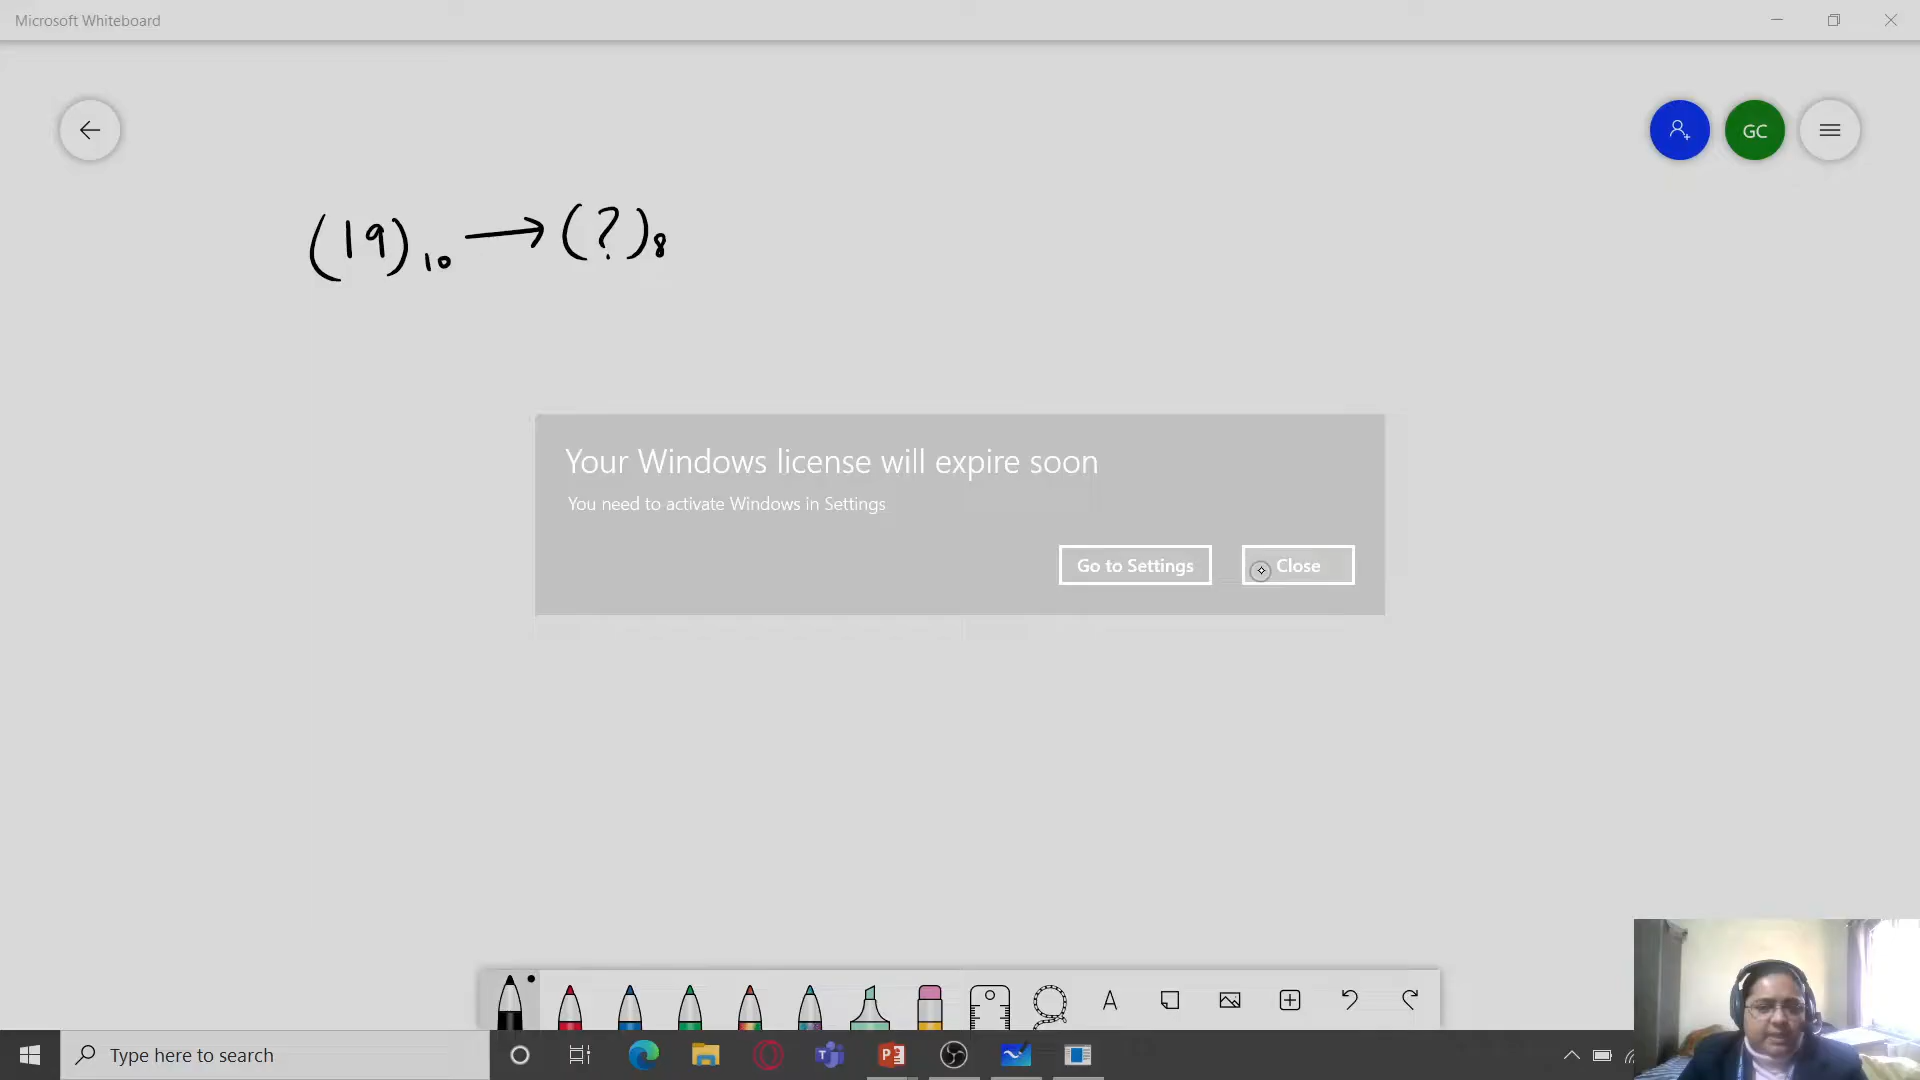 Microsoft Whiteboard
GC
(19)₁₀ → (?)₈
Your Windows license will expire soon
You need to activate Windows in Settings
Go to Settings
Close
A
Type here to search